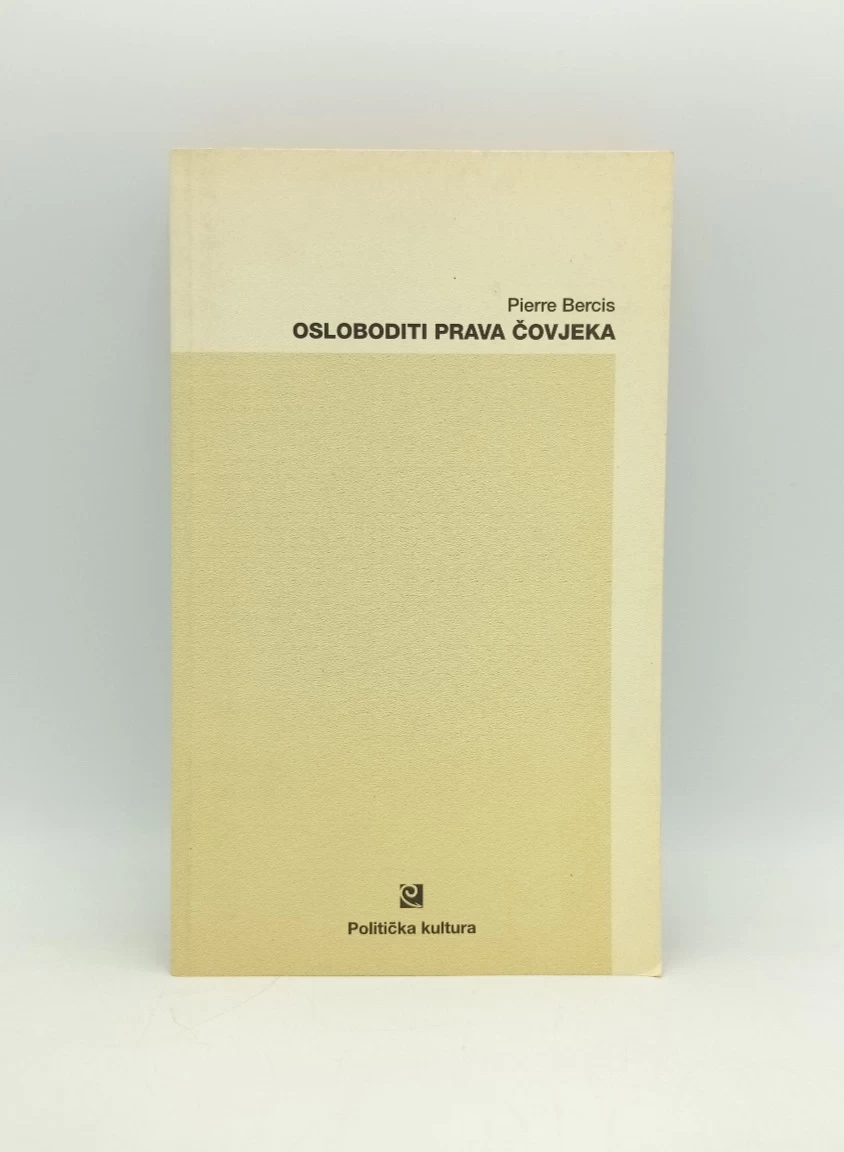 Pierre Bercis
OSLOBODITI PRAVA ČOVJEKA
Politička kultura